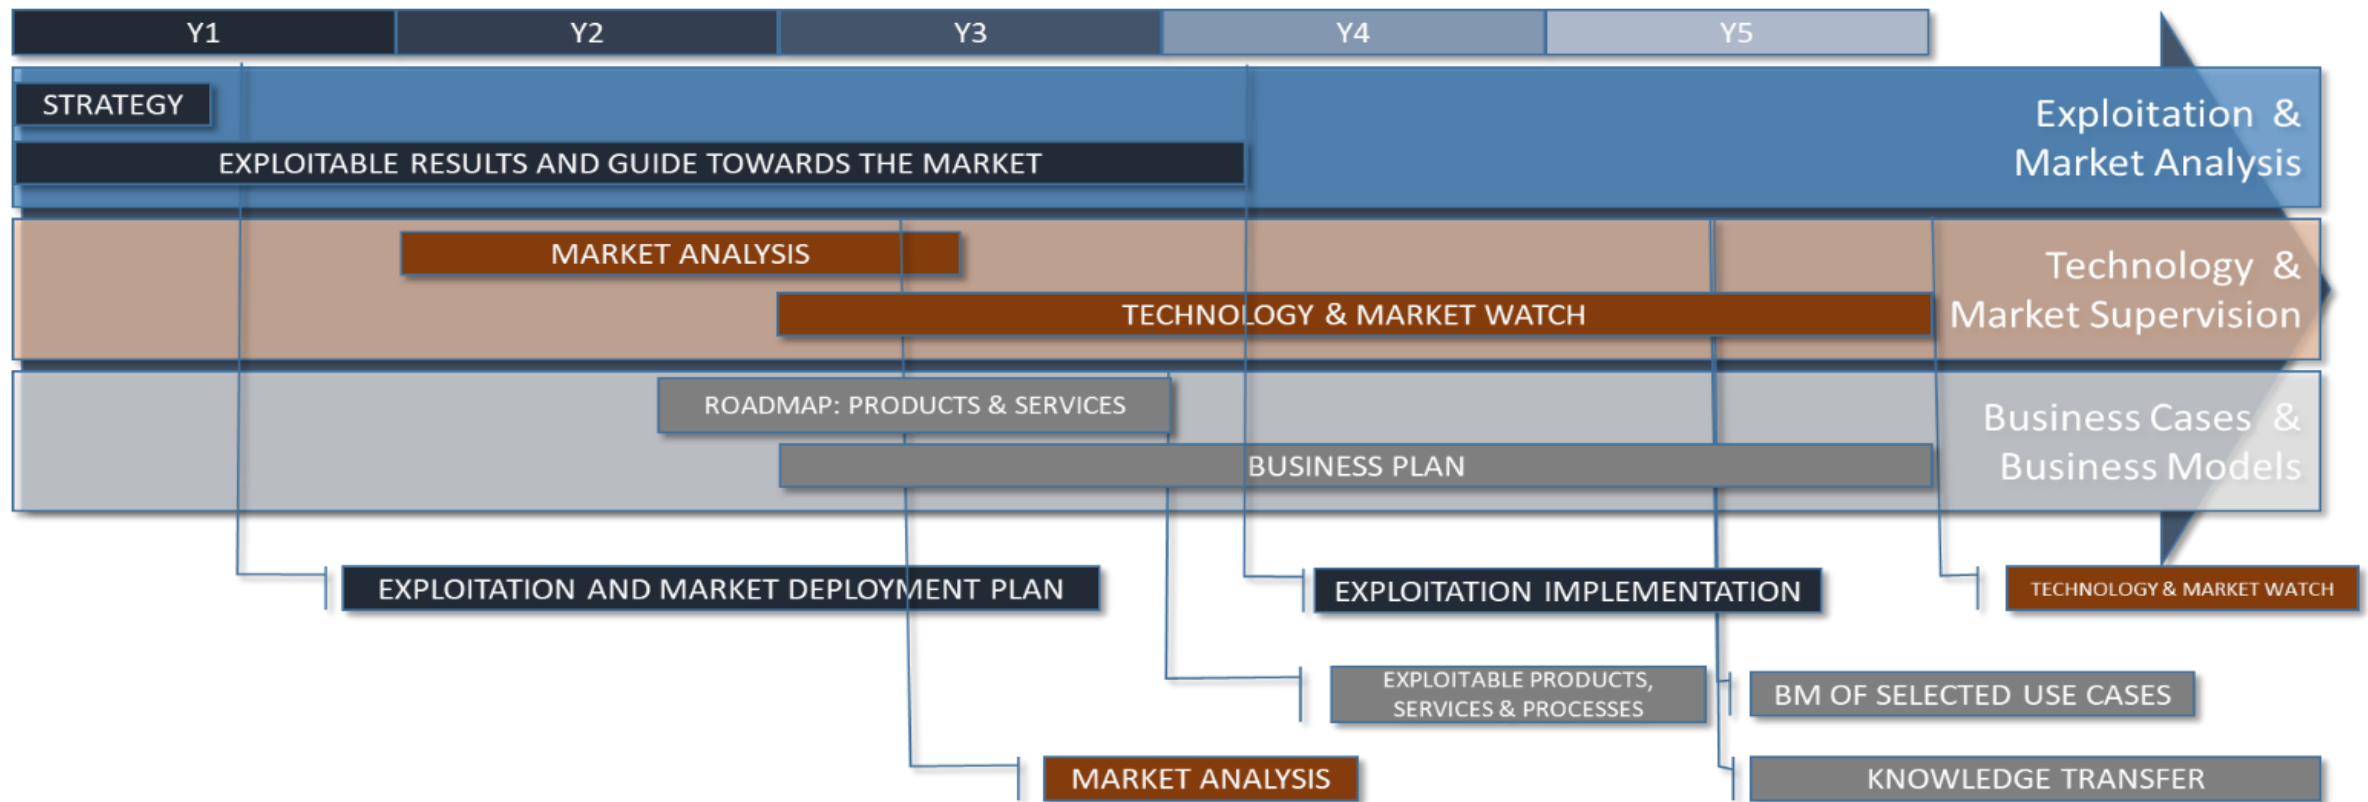 Y1 Y2 Y3 Y4 Y5
STRATEGY
EXPLOITABLE RESULTS AND GUIDE TOWARDS THE MARKET
Exploitation &
Market Analysis
MARKET ANALYSIS
TECHNOLOGY & MARKET WATCH
Technology &
Market Supervision
ROADMAP: PRODUCTS & SERVICES
BUSINESS PLAN
Business Cases &
Business Models
EXPLOITATION AND MARKET DEPLOYMENT PLAN
EXPLOITATION IMPLEMENTATION
TECHNOLOGY & MARKET WATCH
EXPLOITABLE PRODUCTS,
SERVICES & PROCESSES
BM OF SELECTED USE CASES
MARKET ANALYSIS
KNOWLEDGE TRANSFER